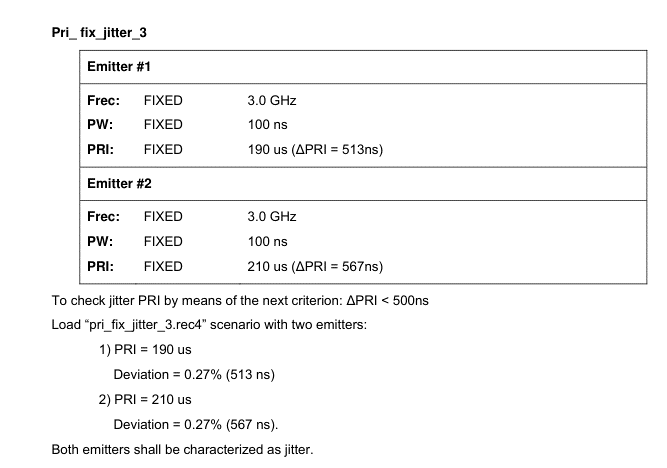 Pri_ fix_jitter_3
Emitter #1
Frec: FIXED 3.0 GHz
PW: FIXED 100 ns
PRI: FIXED 190 us (ΔPRI = 513ns)
Emitter #2
Frec: FIXED 3.0 GHz
PW: FIXED 100 ns
PRI: FIXED 210 us (ΔPRI = 567ns)
To check jitter PRI by means of the next criterion: ΔPRI < 500ns
Load “pri_fix_jitter_3.rec4” scenario with two emitters:
1) PRI = 190 us
Deviation = 0.27% (513 ns)
2) PRI = 210 us
Deviation = 0.27% (567 ns).
Both emitters shall be characterized as jitter.